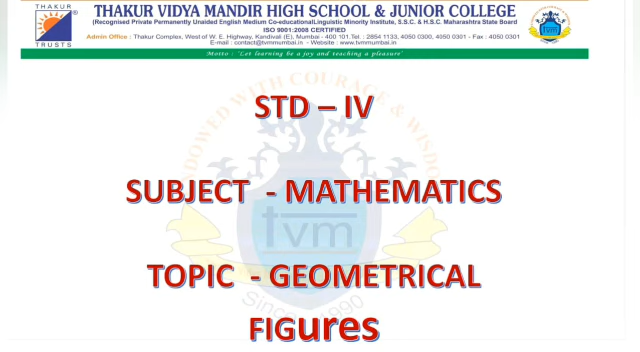 THAKUR
TRUSTS
THAKUR VIDYA MANDIR HIGH SCHOOL & JUNIOR COLLEGE
(Recognised Private Permanently Unaided English Medium Co-educational Linguistic Minority Institute, S.S.C. & H.S.C. Maharashtra State Board
ISO 9001:2008 CERTIFIED
Admin Office : Thakur Complex, West of W. E. Highway, Kandivali (E), Mumbai - 400 101. Tel. : 2854 1133, 4050 0300, 4050 0301 - Fax : 4050 0301
E-mail : contact@tvmmumbai.in - Website : www.tvmmumbai.in
Motto : "Let learning be a joy and teaching a pleasure"
STD – IV
SUBJECT - MATHEMATICS
TOPIC - GEOMETRICAL
FIGures
tvm